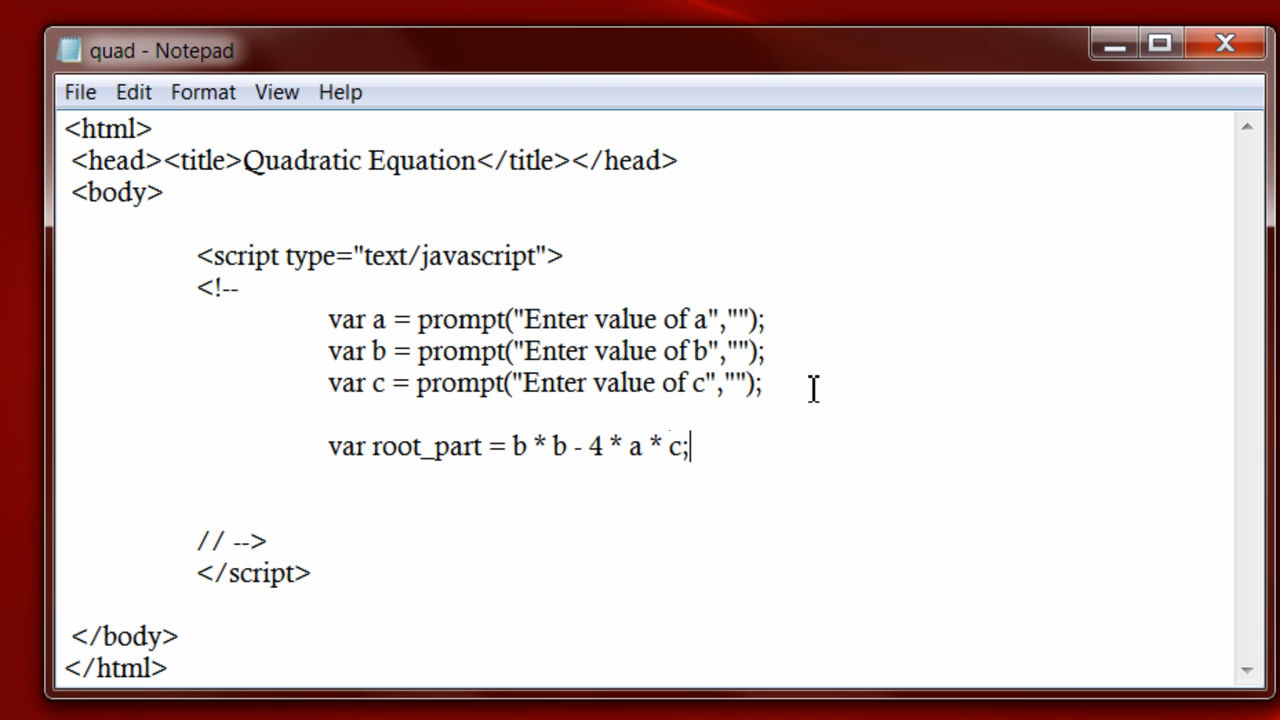 quad - Notepad
File Edit Format View Help
<html>
<head><title>Quadratic Equation</title></head>
<body>
<script type="text/javascript">
<!--
var a = prompt("Enter value of a","");
var b = prompt("Enter value of b","");
var c = prompt("Enter value of c","");
var root_part = b * b - 4 * a * c;
// -->
</script>
</body>
</html>